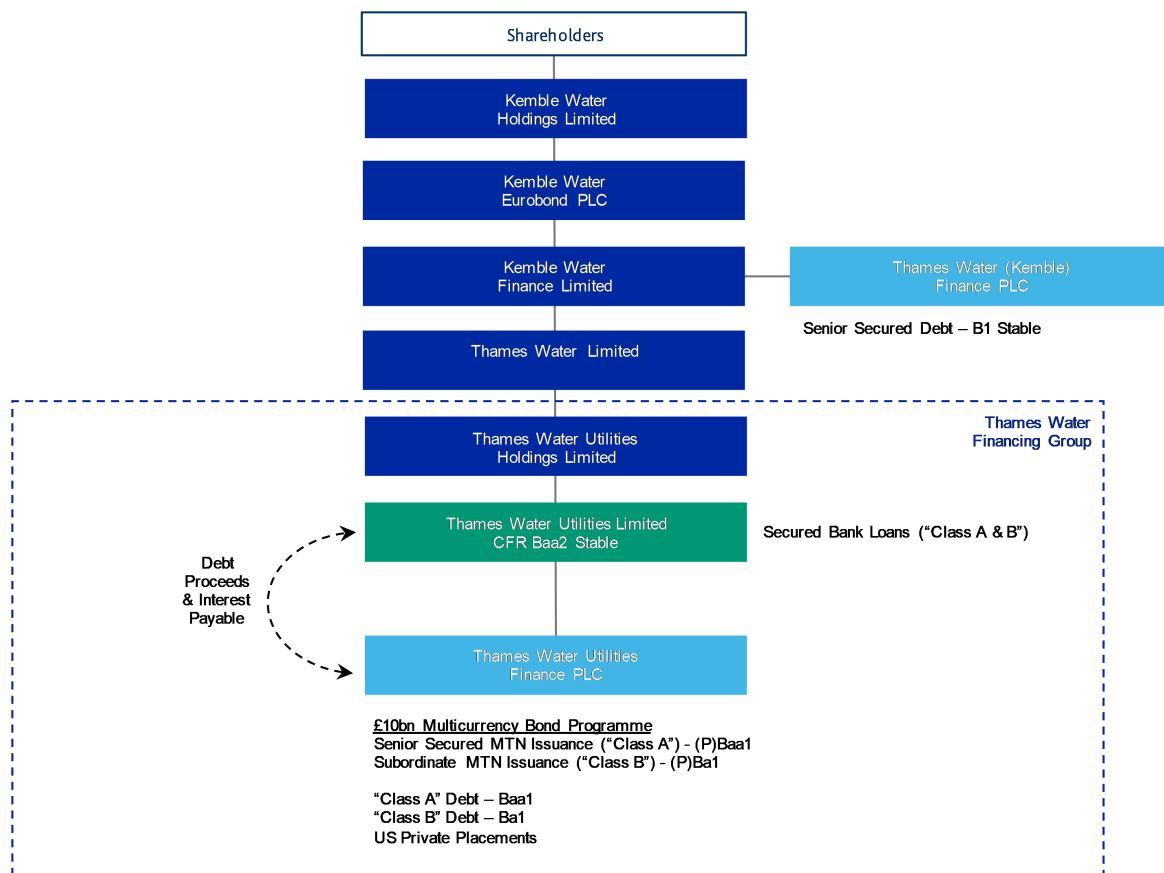 Shareholders
Kemble Water
Holdings Limited
Kemble Water
Eurobond PLC
Kemble Water
Finance Limited
Thames Water (Kemble)
Finance PLC
Senior Secured Debt – B1 Stable
Thames Water Limited
Thames Water
Financing Group
Thames Water Utilities
Holdings Limited
Thames Water Utilities Limited
CFR Baa2 Stable
Secured Bank Loans (“Class A & B”)
Debt
Proceeds
& Interest
Payable
Thames Water Utilities
Finance PLC
£10bn Multicurrency Bond Programme
Senior Secured MTN Issuance (“Class A”) - (P)Baa1
Subordinate MTN Issuance (“Class B”) - (P)Ba1
“Class A” Debt – Baa1
“Class B” Debt – Ba1
US Private Placements